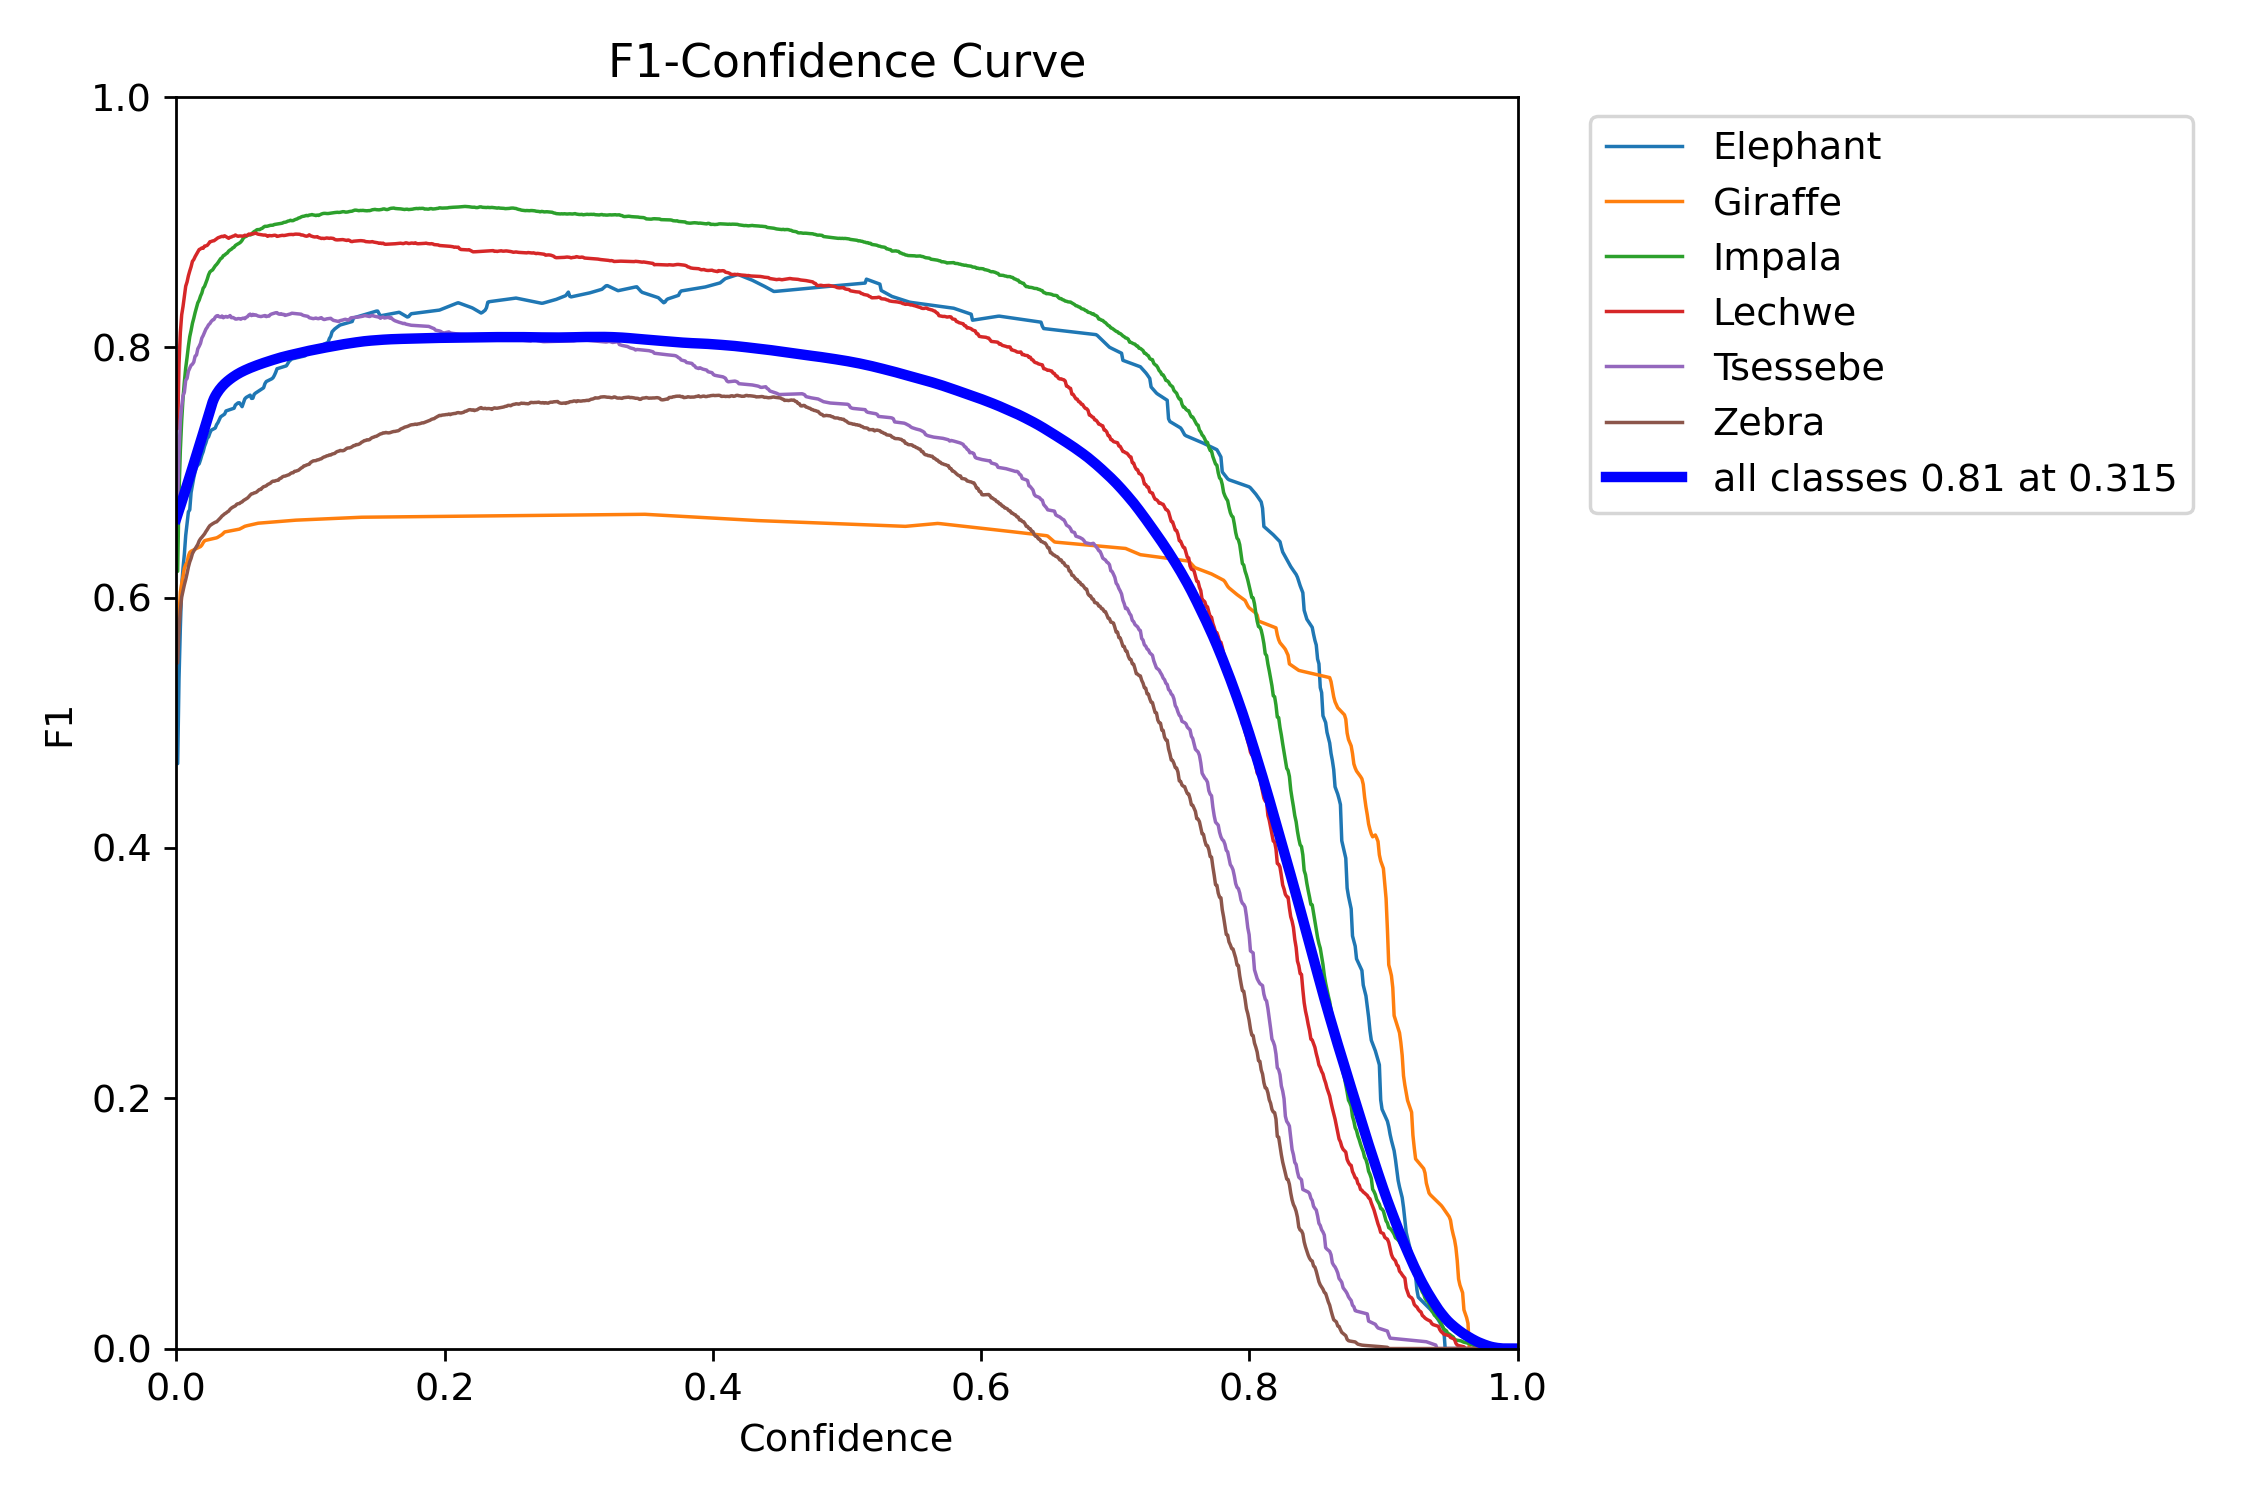 F1-Confidence Curve
1.0
0.8
0.6
0.4
0.2
0.0
F1
0.0 0.2 0.4 0.6 0.8 1.0
Confidence
Elephant
Giraffe
Impala
Lechwe
Tsessebe
Zebra
all classes 0.81 at 0.315